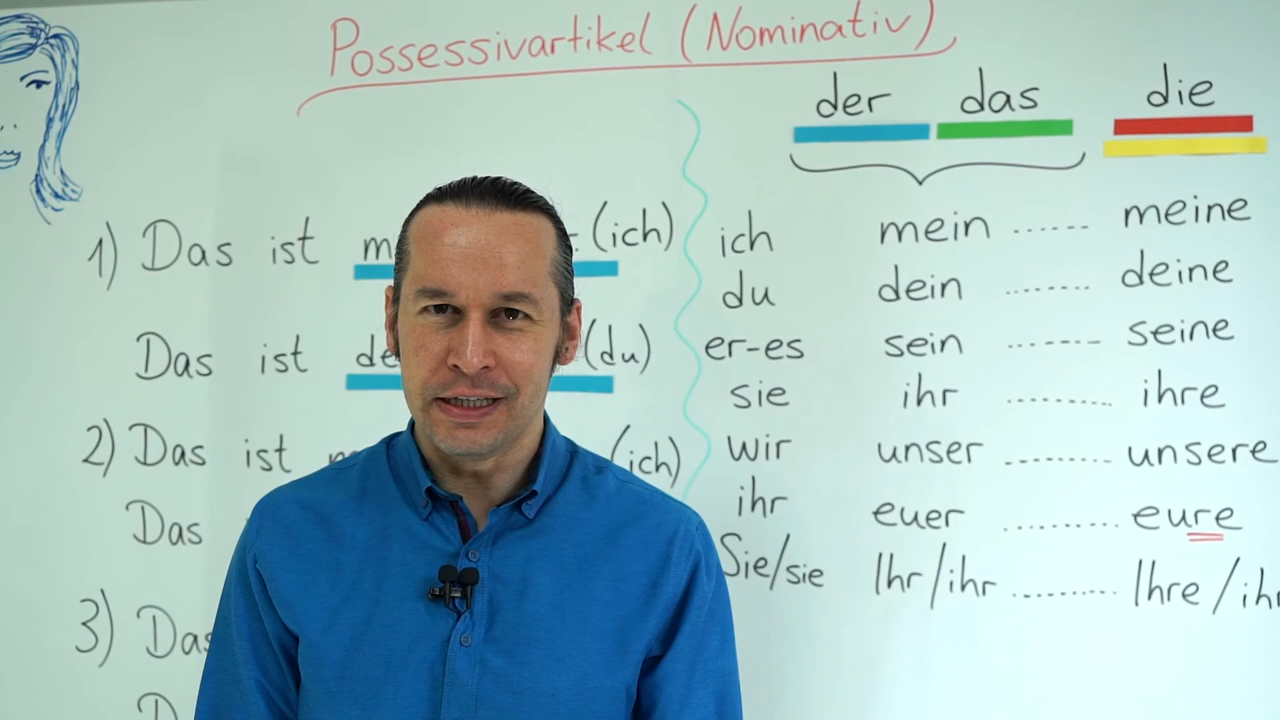 Possessivartikel (Nominativ)
der das die
1) Das ist (ich)
Das ist (du)
2) Das ist (ich)
Das
3) Das
ich mein ...... meine
du dein ........ deine
er-es sein ........ seine
sie ihr ........... ihre
wir unser ........... unsere
ihr euer ............ eure
Sie/sie Ihr/ihr ........... Ihre /